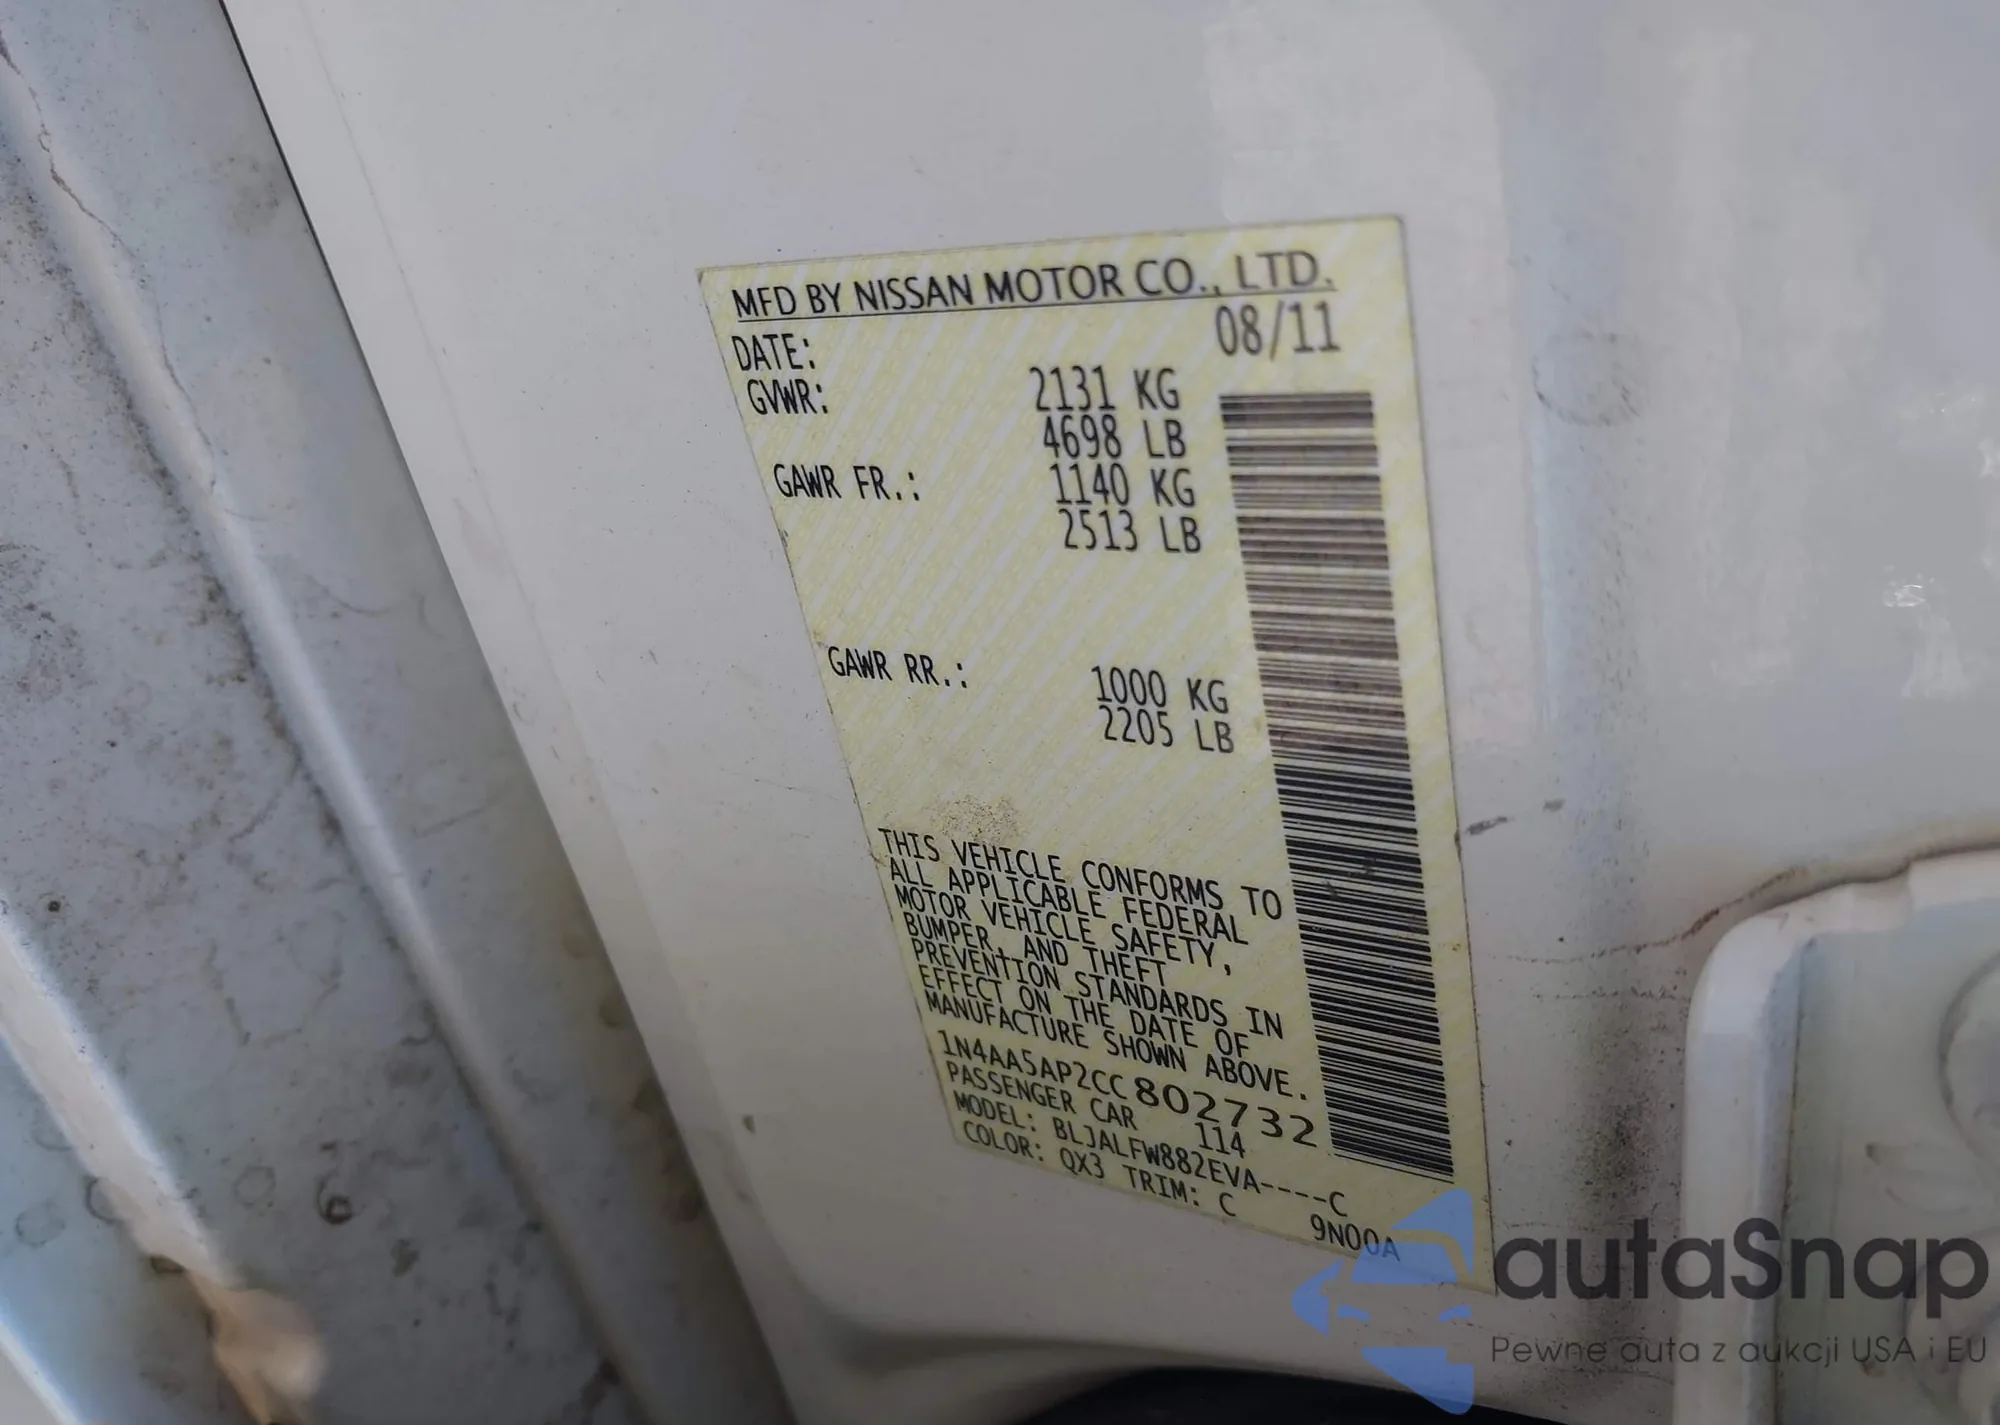 MFD BY NISSAN MOTOR CO., LTD.
DATE: 08/11
GVWR: 2131 KG
4698 LB
GAWR FR.: 1140 KG
2513 LB
GAWR RR.: 1000 KG
2205 LB
THIS VEHICLE CONFORMS TO
ALL APPLICABLE FEDERAL
MOTOR VEHICLE SAFETY,
BUMPER, AND THEFT
PREVENTION STANDARDS IN
EFFECT ON THE DATE OF
MANUFACTURE SHOWN ABOVE.
1N4AA5AP2CC802732
PASSENGER CAR 114
MODEL: BLJALFW882EVA----C
COLOR: QX3 TRIM: C 9N00A
autaSnap
Pewne auta z aukcji USA i EU